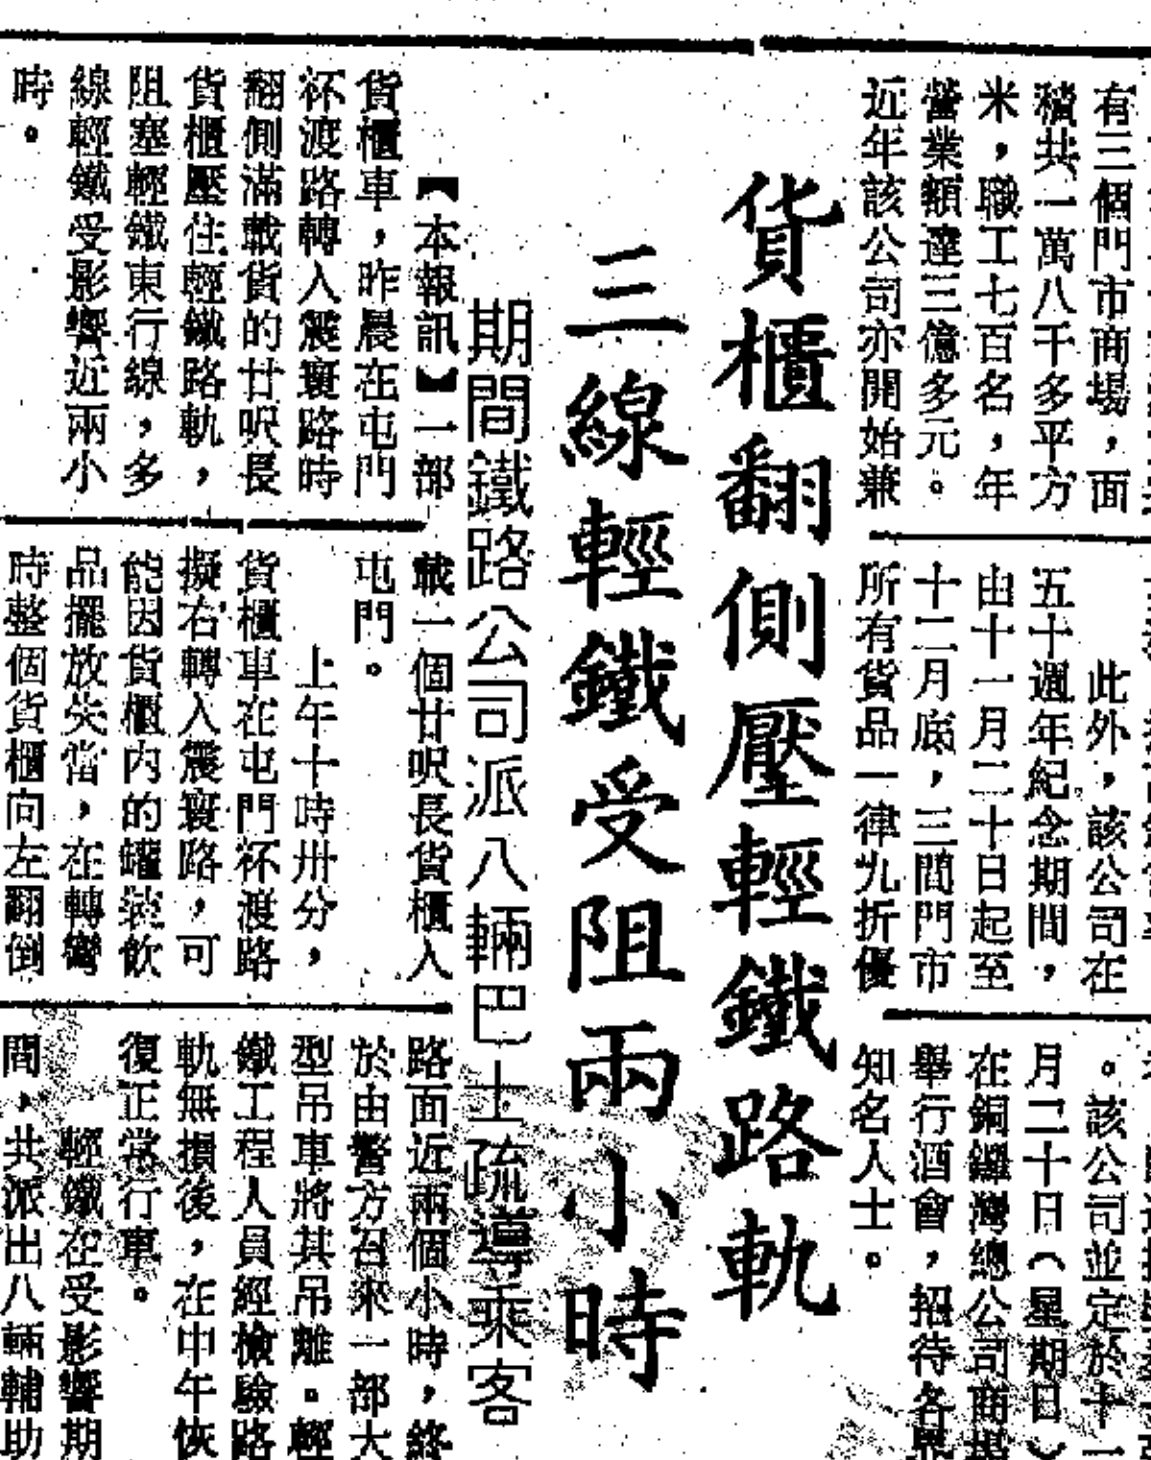 有三個門市商場，面
積共一萬八千多平方
米，職工七百名，年
營業額達三億多元。
近年該公司亦開始兼
此外，該公司在
五十週年紀念期間，
由十一月二十日起至
十二月底，三間門市
所有貨品一律九折優
。該公司並定於十一
月二十日（星期日）
在銅鑼灣總公司商場
舉行酒會，招待各界
知名人士。
貨櫃翻側壓輕鐵路軌
三線輕鐵受阻兩小時
期間鐵路公司派八輛巴士疏導乘客
【本報訊】一部
貨櫃車，昨晨在屯門
杯渡路轉入震寰路時
翻側滿載貨的廿呎長
貨櫃壓住輕鐵路軌，
阻塞輕鐵東行線，多
線輕鐵受影響近兩小
時。
載一個廿呎長貨櫃入
屯門。
上午十時卅分，
貨櫃車在屯門杯渡路
擬右轉入震寰路，可
能因貨櫃內的罐裝飲
品擺放失當，在轉彎
時整個貨櫃向左翻倒
路面近兩個小時，終
於由警方召來一部大
型吊車將其吊離。輕
鐵工程人員經檢驗路
軌無損後，在中午恢
復正常行車。
輕鐵在受影響期
間，共派出八輛輔助